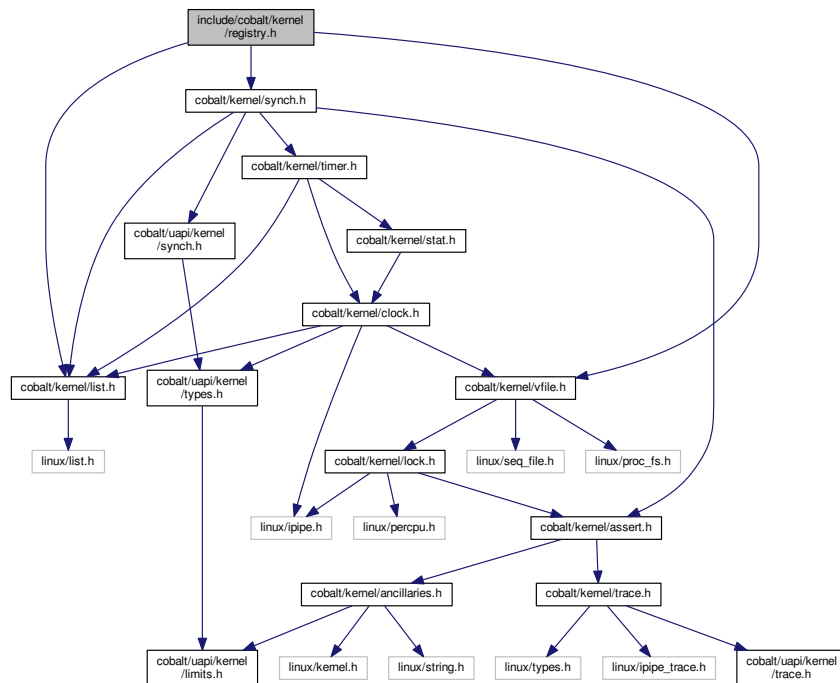 include/cobalt/kernel
/registry.h
cobalt/kernel/synch.h
cobalt/kernel/timer.h
cobalt/uapi/kernel
/synch.h
cobalt/kernel/stat.h
cobalt/kernel/clock.h
cobalt/kernel/list.h
cobalt/uapi/kernel
/types.h
cobalt/kernel/vfile.h
linux/list.h
cobalt/kernel/lock.h
linux/seq_file.h
linux/proc_fs.h
linux/ipipe.h
linux/percpu.h
cobalt/kernel/assert.h
cobalt/kernel/ancillaries.h
cobalt/kernel/trace.h
cobalt/uapi/kernel
/limits.h
linux/kernel.h
linux/string.h
linux/types.h
linux/ipipe_trace.h
cobalt/uapi/kernel
/trace.h